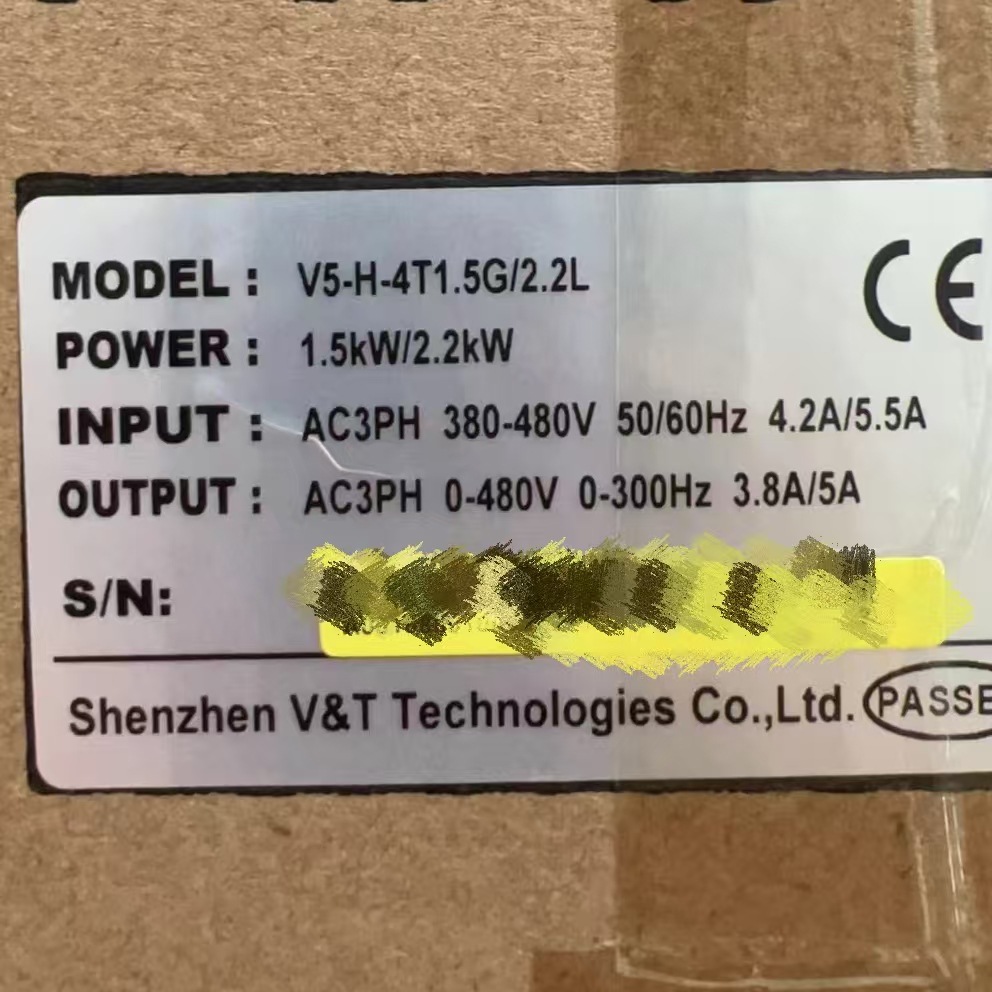 MODEL : V5-H-4T1.5G/2.2L
CE
POWER : 1.5kW/2.2kW
INPUT : AC3PH 380-480V 50/60Hz 4.2A/5.5A
OUTPUT : AC3PH 0-480V 0-300Hz 3.8A/5A
S/N:
Shenzhen V&T Technologies Co.,Ltd. PASSE